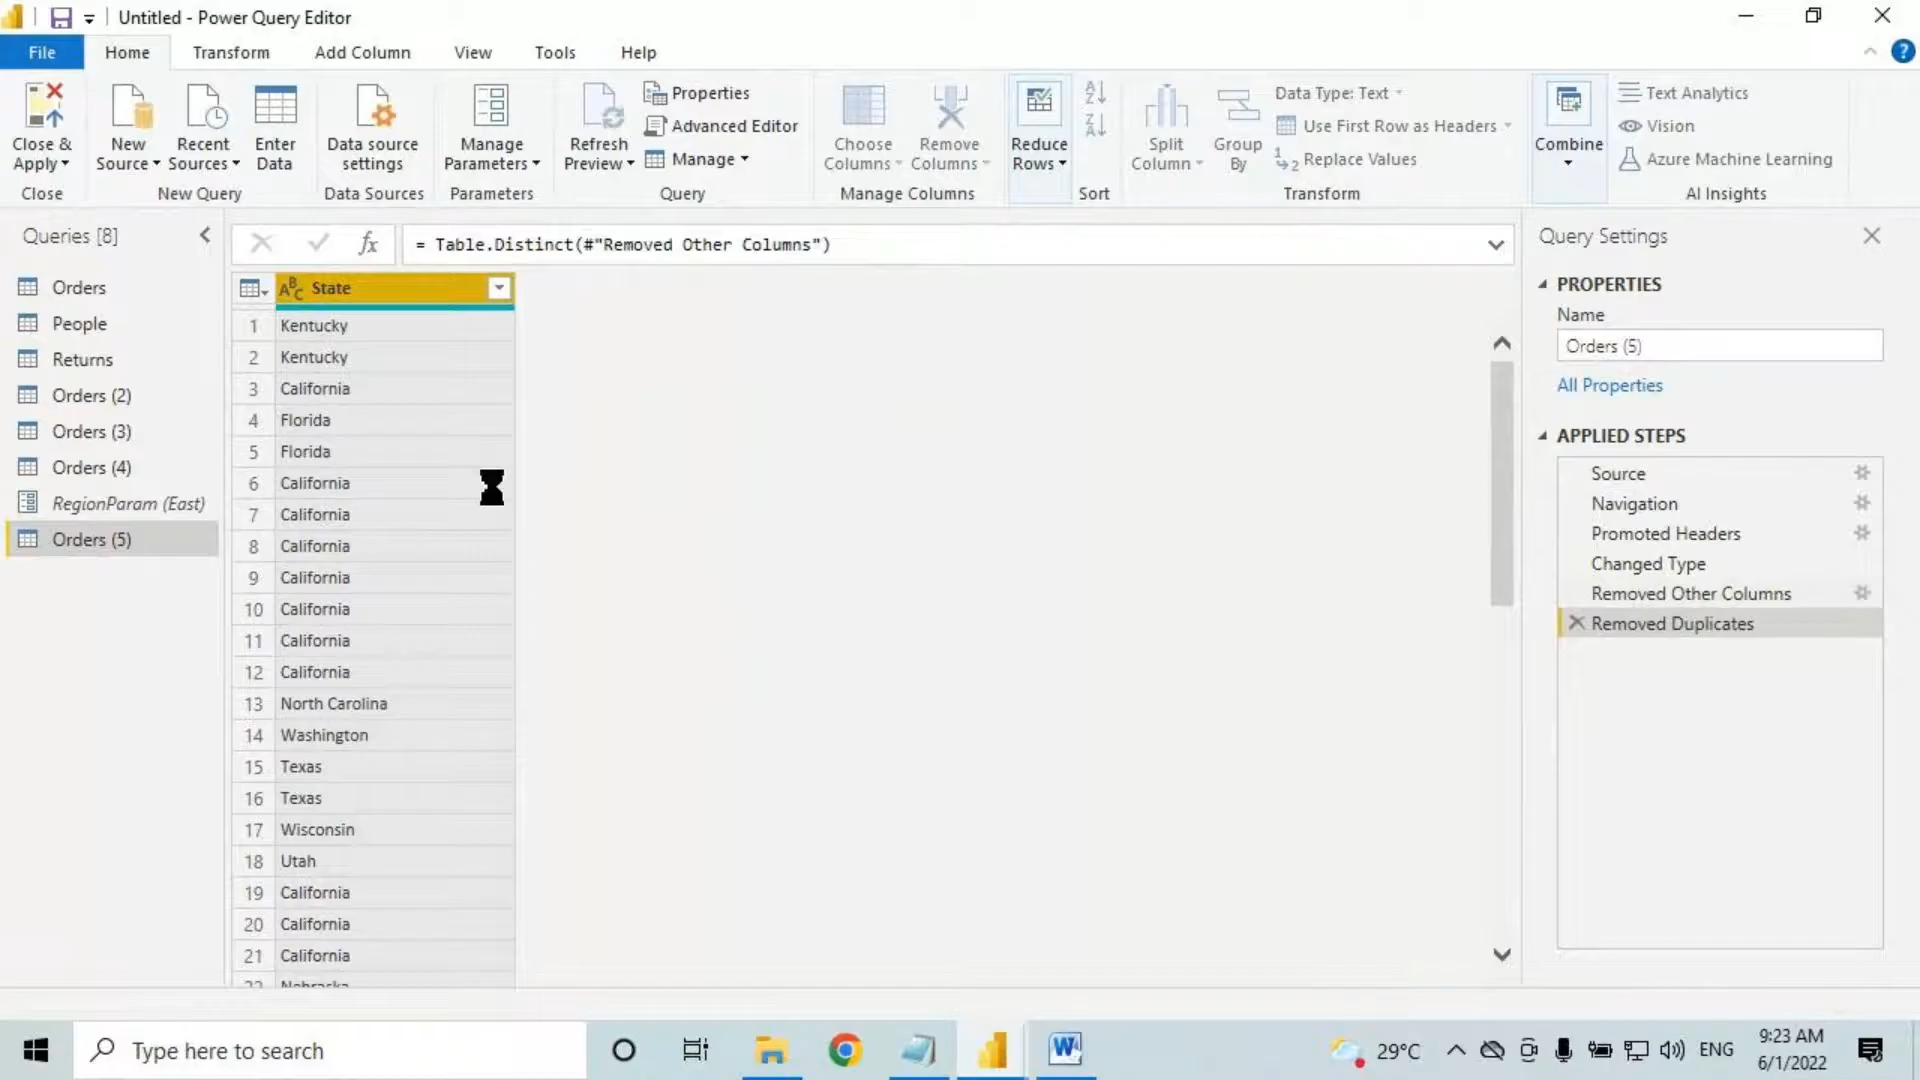 Untitled - Power Query Editor
File
Home
Transform
Add Column
View
Tools
Help
Close & Apply
New Source
Recent Sources
Enter Data
Data source settings
Manage Parameters
Refresh Preview
Properties
Advanced Editor
Manage
Choose Columns
Remove Columns
Reduce Rows
Split Column
Group By
Data Type: Text
Use First Row as Headers
Replace Values
Combine
Text Analytics
Vision
Azure Machine Learning
Close
New Query
Data Sources
Parameters
Query
Manage Columns
Sort
Transform
AI Insights
Queries [8]
Orders
People
Returns
Orders (2)
Orders (3)
Orders (4)
RegionParam (East)
Orders (5)
fx
= Table.Distinct(#"Removed Other Columns")
ABC State
1 Kentucky
2 Kentucky
3 California
4 Florida
5 Florida
6 California
7 California
8 California
9 California
10 California
11 California
12 California
13 North Carolina
14 Washington
15 Texas
16 Texas
17 Wisconsin
18 Utah
19 California
20 California
21 California
22 Nebraska
Query Settings
PROPERTIES
Name
Orders (5)
All Properties
APPLIED STEPS
Source
Navigation
Promoted Headers
Changed Type
Removed Other Columns
Removed Duplicates
Type here to search
29°C
ENG
9:23 AM
6/1/2022